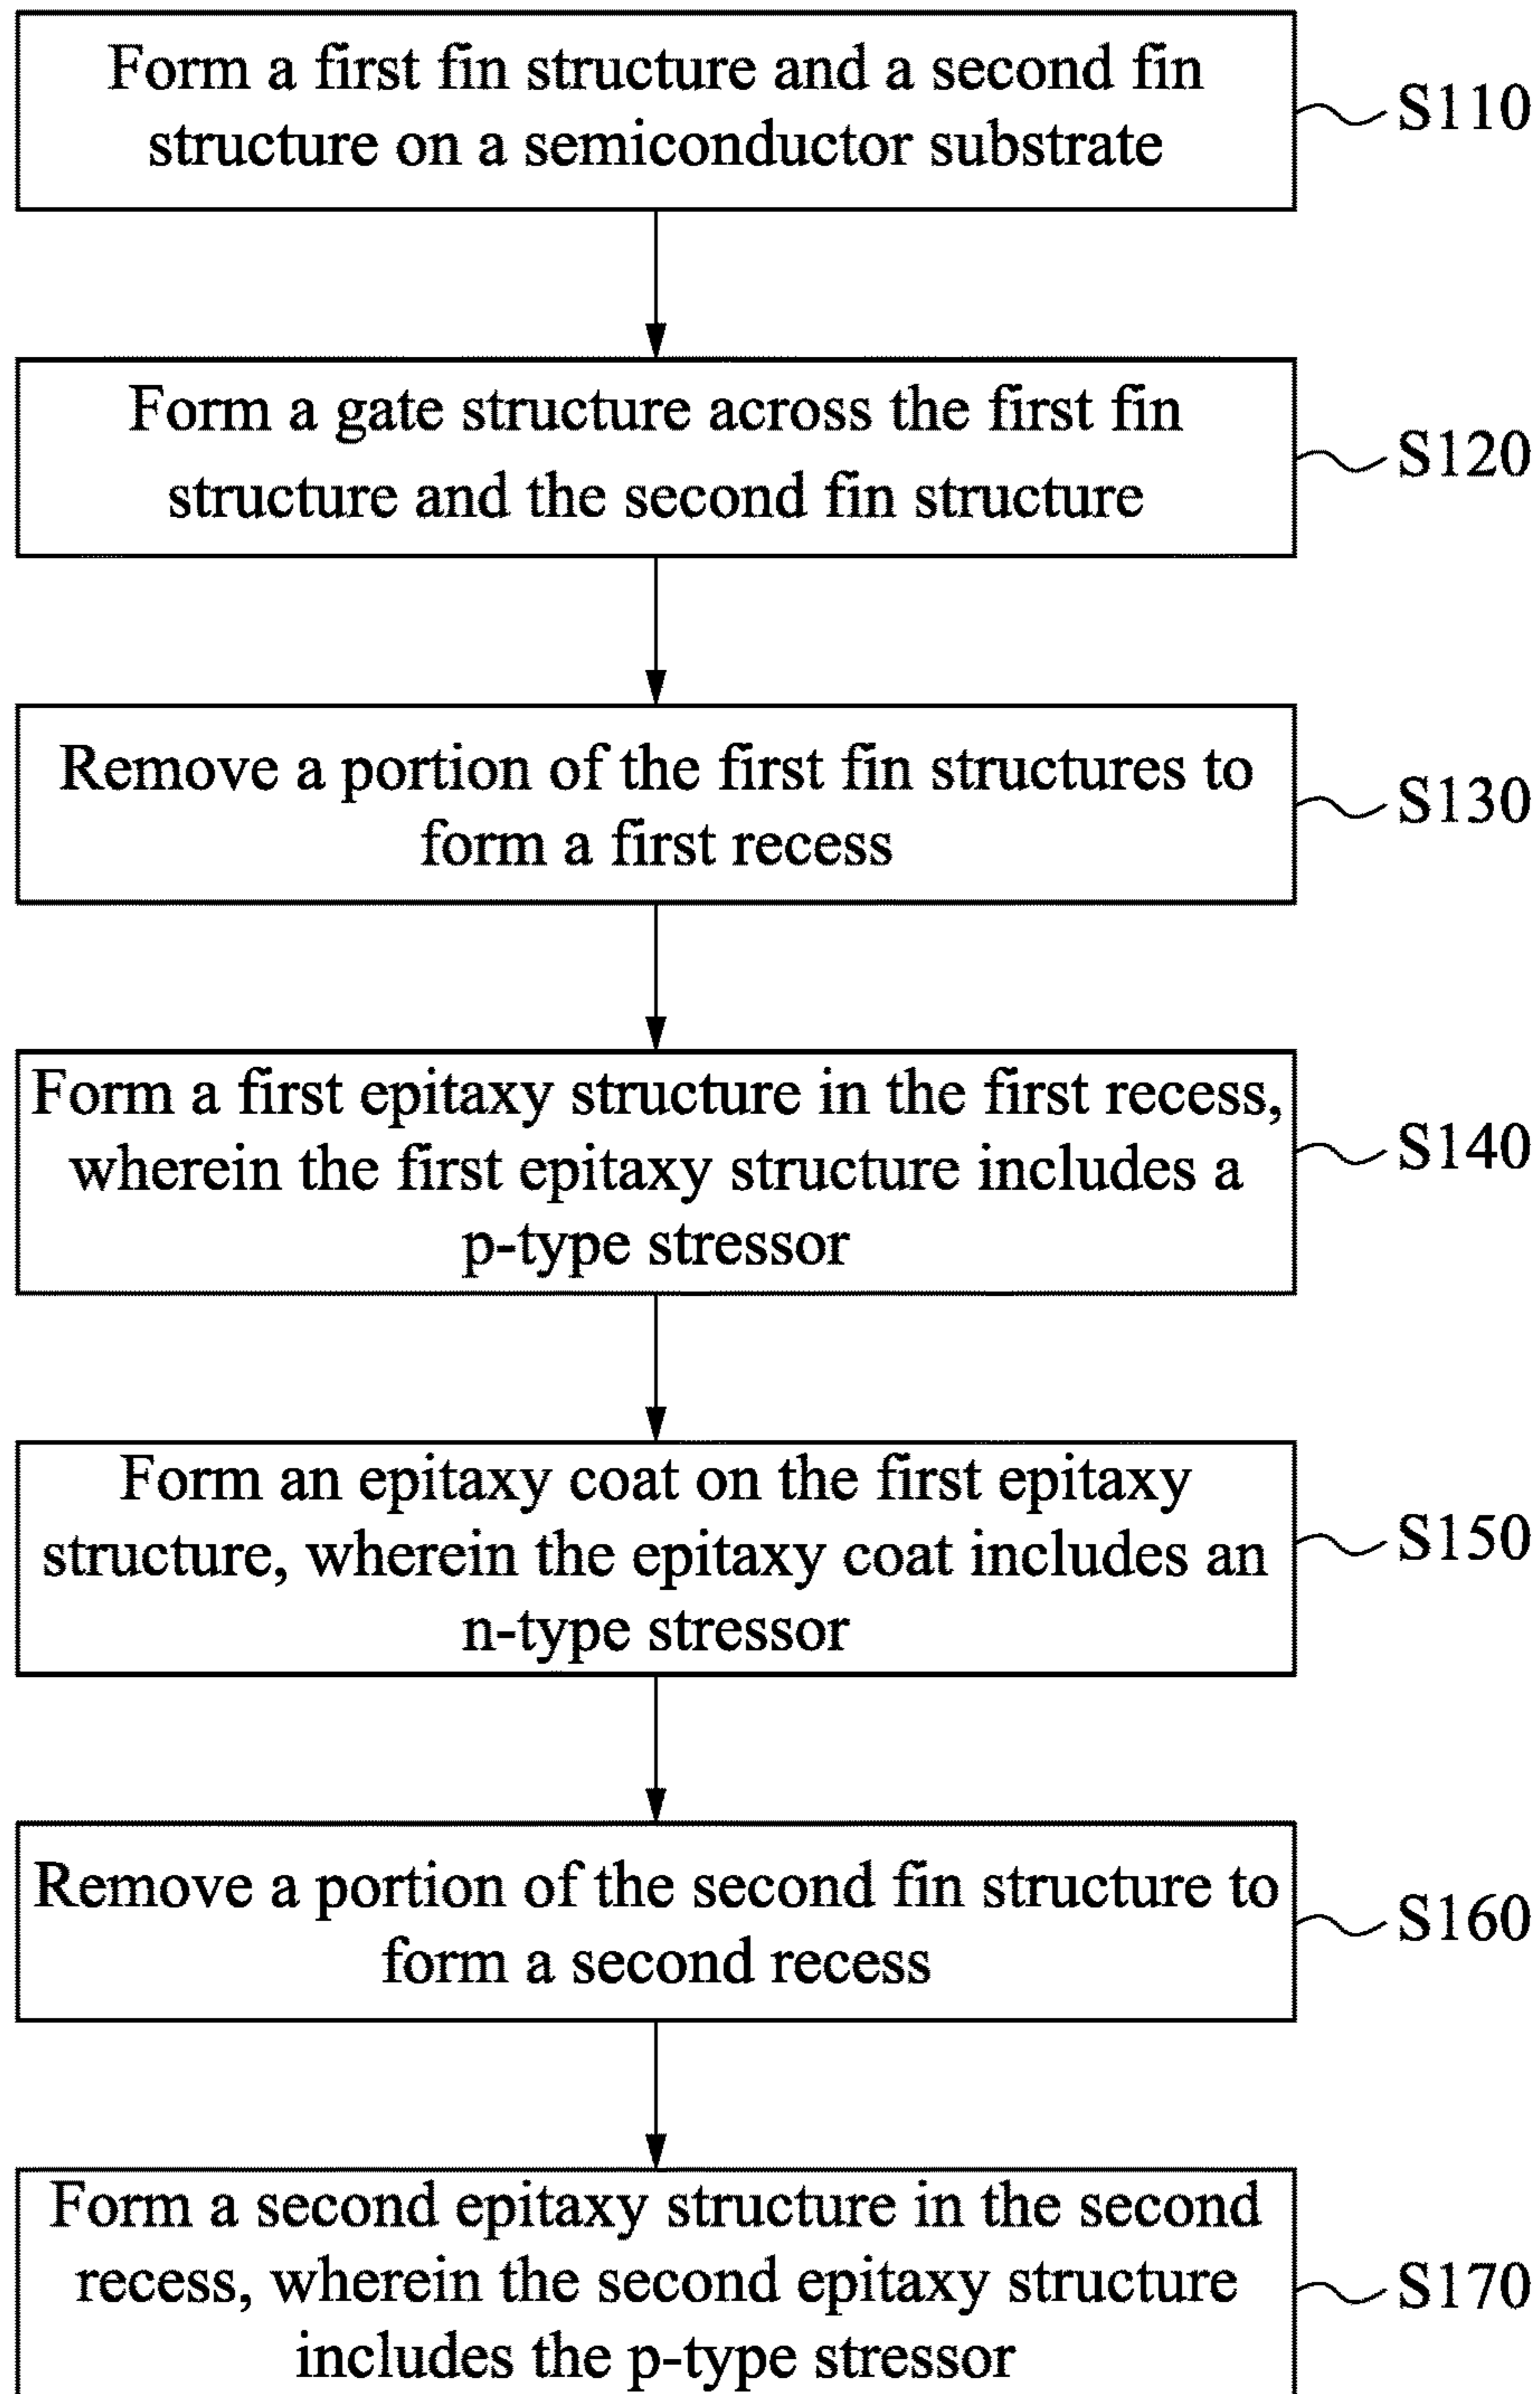 Form a first fin structure and a second fin
structure on a semiconductor substrate
S110
Form a gate structure across the first fin
structure and the second fin structure
S120
Remove a portion of the first fin structures to
form a first recess
S130
Form a first epitaxy structure in the first recess,
wherein the first epitaxy structure includes a
p-type stressor
S140
Form an epitaxy coat on the first epitaxy
structure, wherein the epitaxy coat includes an
n-type stressor
S150
Remove a portion of the second fin structure to
form a second recess
S160
Form a second epitaxy structure in the second
recess, wherein the second epitaxy structure
includes the p-type stressor
S170